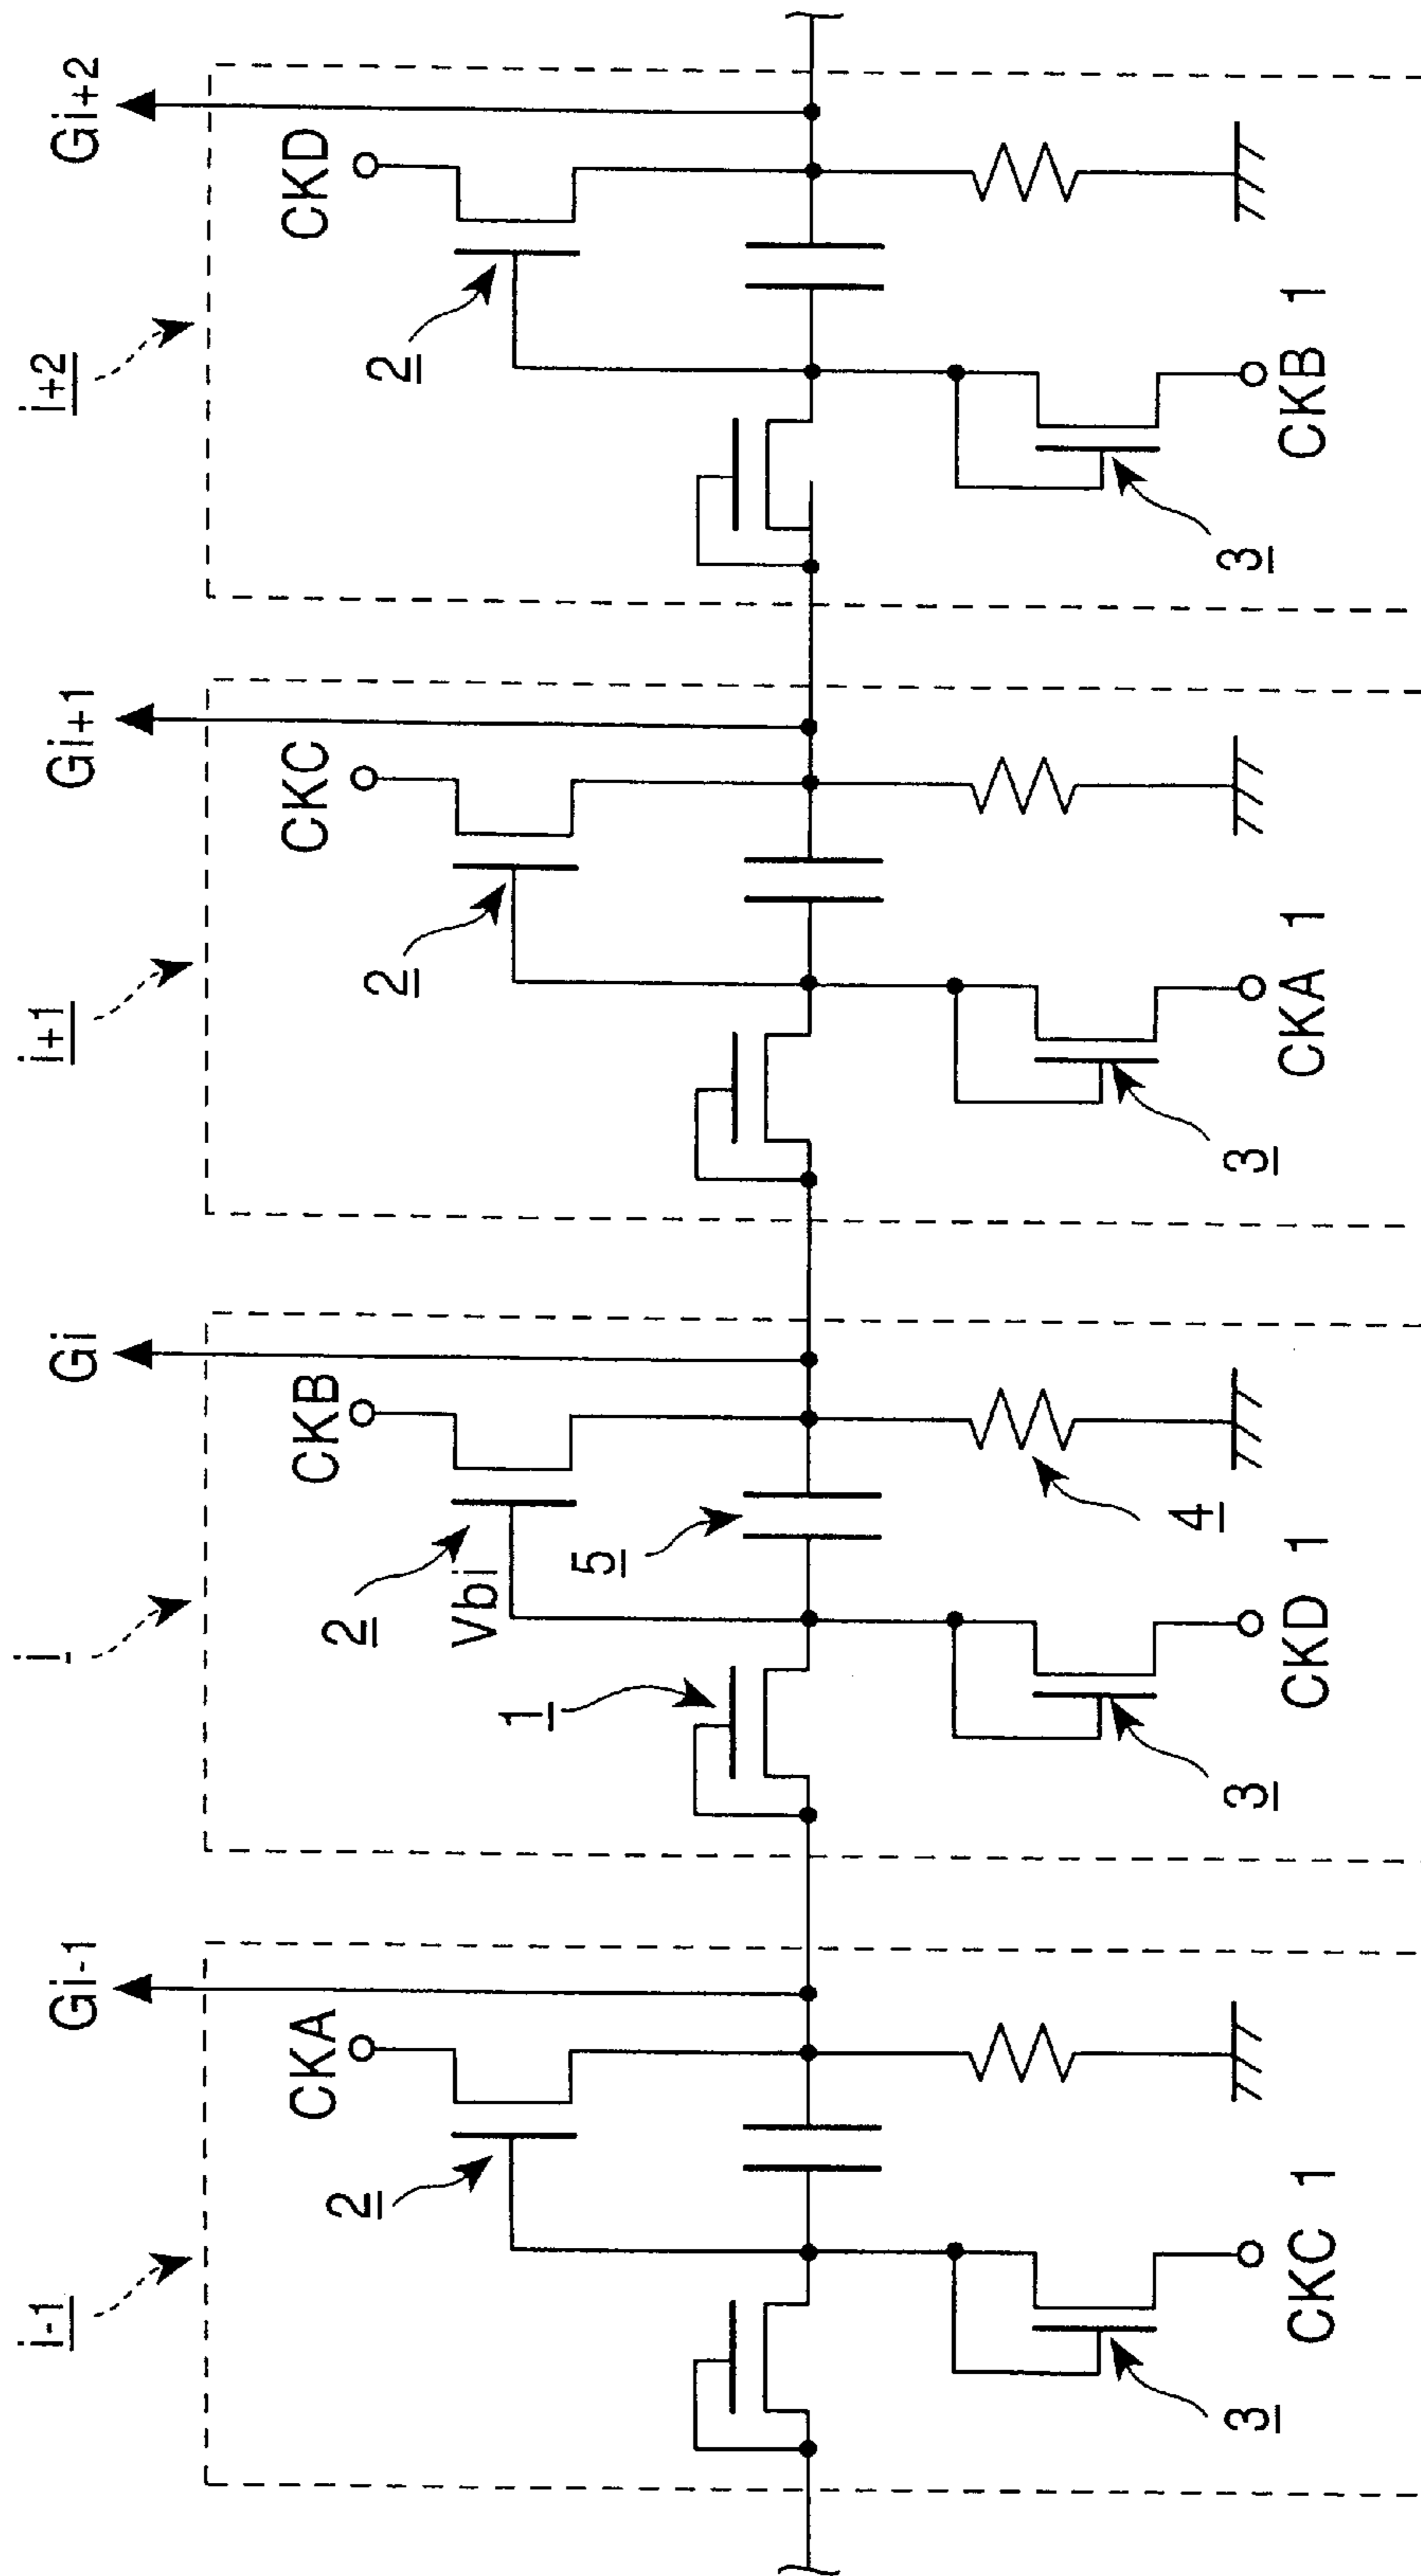 i-1
i
i+1
i+2
Gi-1
Gi
Gi+1
Gi+2
CKA
CKB
CKC
CKD
2
2
2
2
Vbi
1
5
4
3
3
3
3
CKC 1
CKD 1
CKA 1
CKB 1